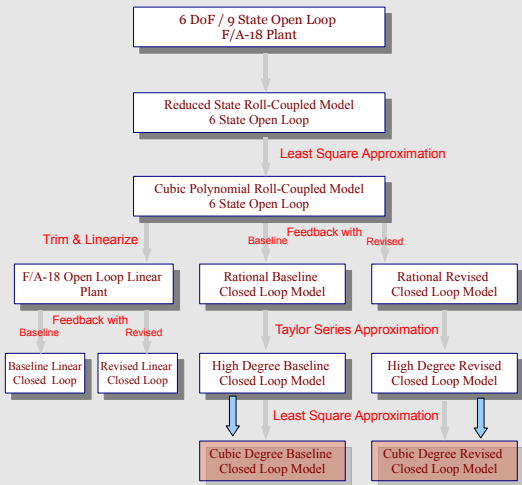 6 DoF / 9 State Open Loop
F/A-18 Plant
Reduced State Roll-Coupled Model
6 State Open Loop
Least Square Approximation
Cubic Polynomial Roll-Coupled Model
6 State Open Loop
Trim & Linearize
Feedback with
Baseline
Revised
F/A-18 Open Loop Linear
Plant
Rational Baseline
Closed Loop Model
Rational Revised
Closed Loop Model
Feedback with
Baseline
Revised
Taylor Series Approximation
Baseline Linear
Closed Loop
Revised Linear
Closed Loop
High Degree Baseline
Closed Loop Model
High Degree Revised
Closed Loop Model
Least Square Approximation
Cubic Degree Baseline
Closed Loop Model
Cubic Degree Revised
Closed Loop Model